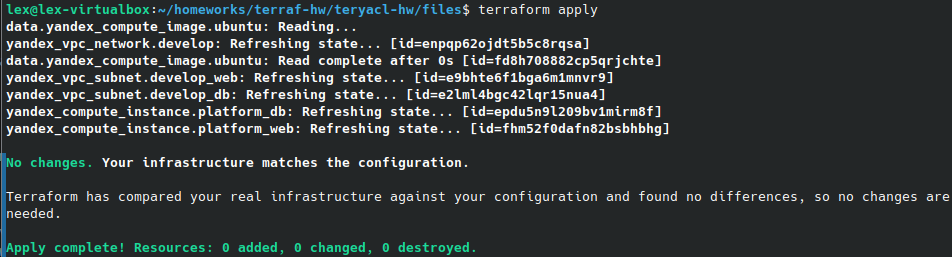 lex@lex-virtualbox:~/homeworks/terraf-hw/teryacl-hw/files$ terraform apply
data.yandex_compute_image.ubuntu: Reading...
yandex_vpc_network.develop: Refreshing state... [id=enpqp62ojdt5b5c8rqsa]
data.yandex_compute_image.ubuntu: Read complete after 0s [id=fd8h708882cp5qrjchte]
yandex_vpc_subnet.develop_web: Refreshing state... [id=e9bhte6f1bga6m1mnvr9]
yandex_vpc_subnet.develop_db: Refreshing state... [id=e2lml4bgc42lqr15nua4]
yandex_compute_instance.platform_db: Refreshing state... [id=epdu5n9l209bv1mirm8f]
yandex_compute_instance.platform_web: Refreshing state... [id=fhm52f0dafn82bsbhbhg]
No changes. Your infrastructure matches the configuration.
Terraform has compared your real infrastructure against your configuration and found no differences, so no changes are
needed.
Apply complete! Resources: 0 added, 0 changed, 0 destroyed.